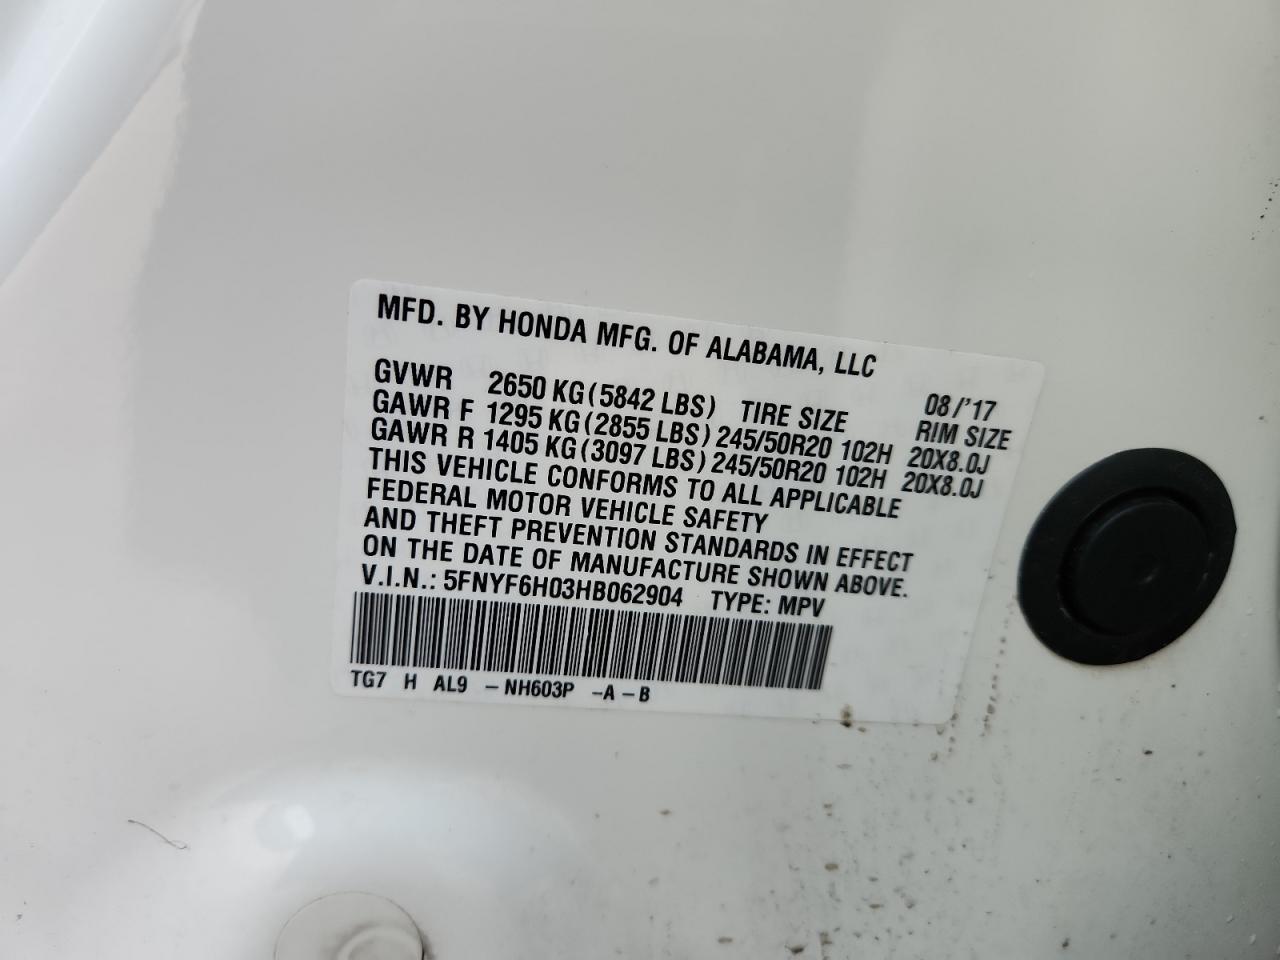 MFD. BY HONDA MFG. OF ALABAMA, LLC
08/'17
GVWR 2650 KG(5842 LBS) TIRE SIZE RIM SIZE
GAWR F 1295 KG(2855 LBS) 245/50R20 102H 20X8.0J
GAWR R 1405 KG(3097 LBS) 245/50R20 102H 20X8.0J
THIS VEHICLE CONFORMS TO ALL APPLICABLE
FEDERAL MOTOR VEHICLE SAFETY
AND THEFT PREVENTION STANDARDS IN EFFECT
ON THE DATE OF MANUFACTURE SHOWN ABOVE.
V.I.N.: 5FNYF6H03HB062904 TYPE: MPV
TG7 H AL9 -NH603P -A-B